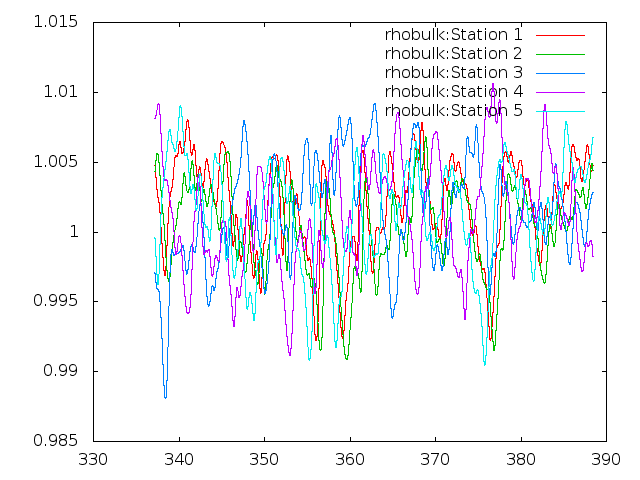 1.015
rhobulk:Station 1
rhobulk:Station 2
rhobulk:Station 3
rhobulk:Station 4
rhobulk:Station 5
1.01
1.005
1
0.995
0.99
0.985
330 340 350 360 370 380 390